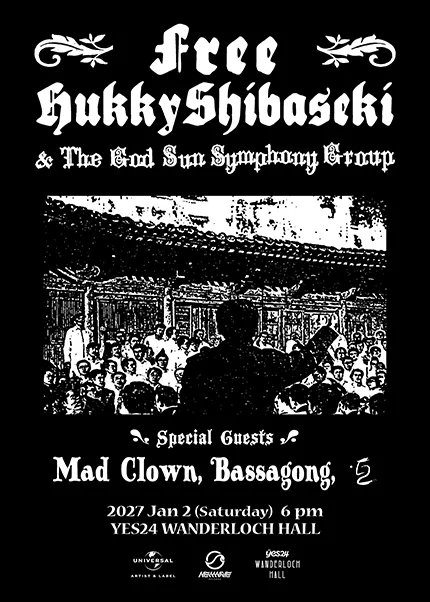 Free
HukkyShibaseki
& The God Sun Symphony Group
Special Guests
Mad Clown, Bassagong,
2027 Jan 2 (Saturday) 6 pm
YES24 WANDERLOCH HALL
UNIVERSAL
ARTIST & LABEL
yes24
WANDERLOCH
HALL